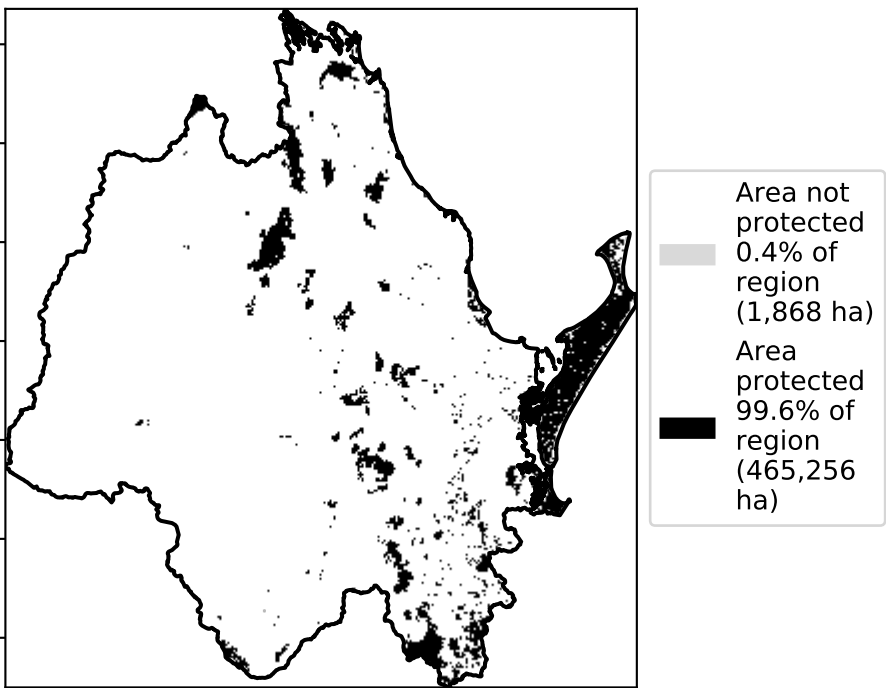 Area not
protected
0.4% of
region
(1,868 ha)
Area
protected
99.6% of
region
(465,256
ha)